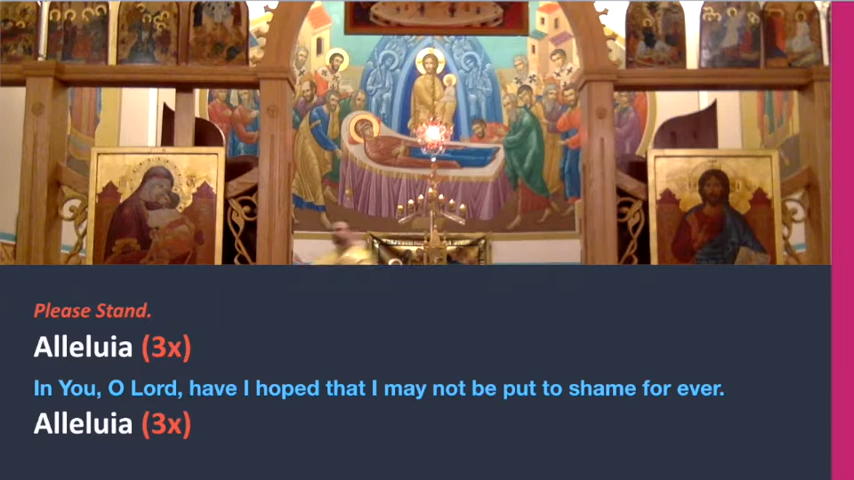 Please Stand.
Alleluia (3x)
In You, O Lord, have I hoped that I may not be put to shame for ever.
Alleluia (3x)